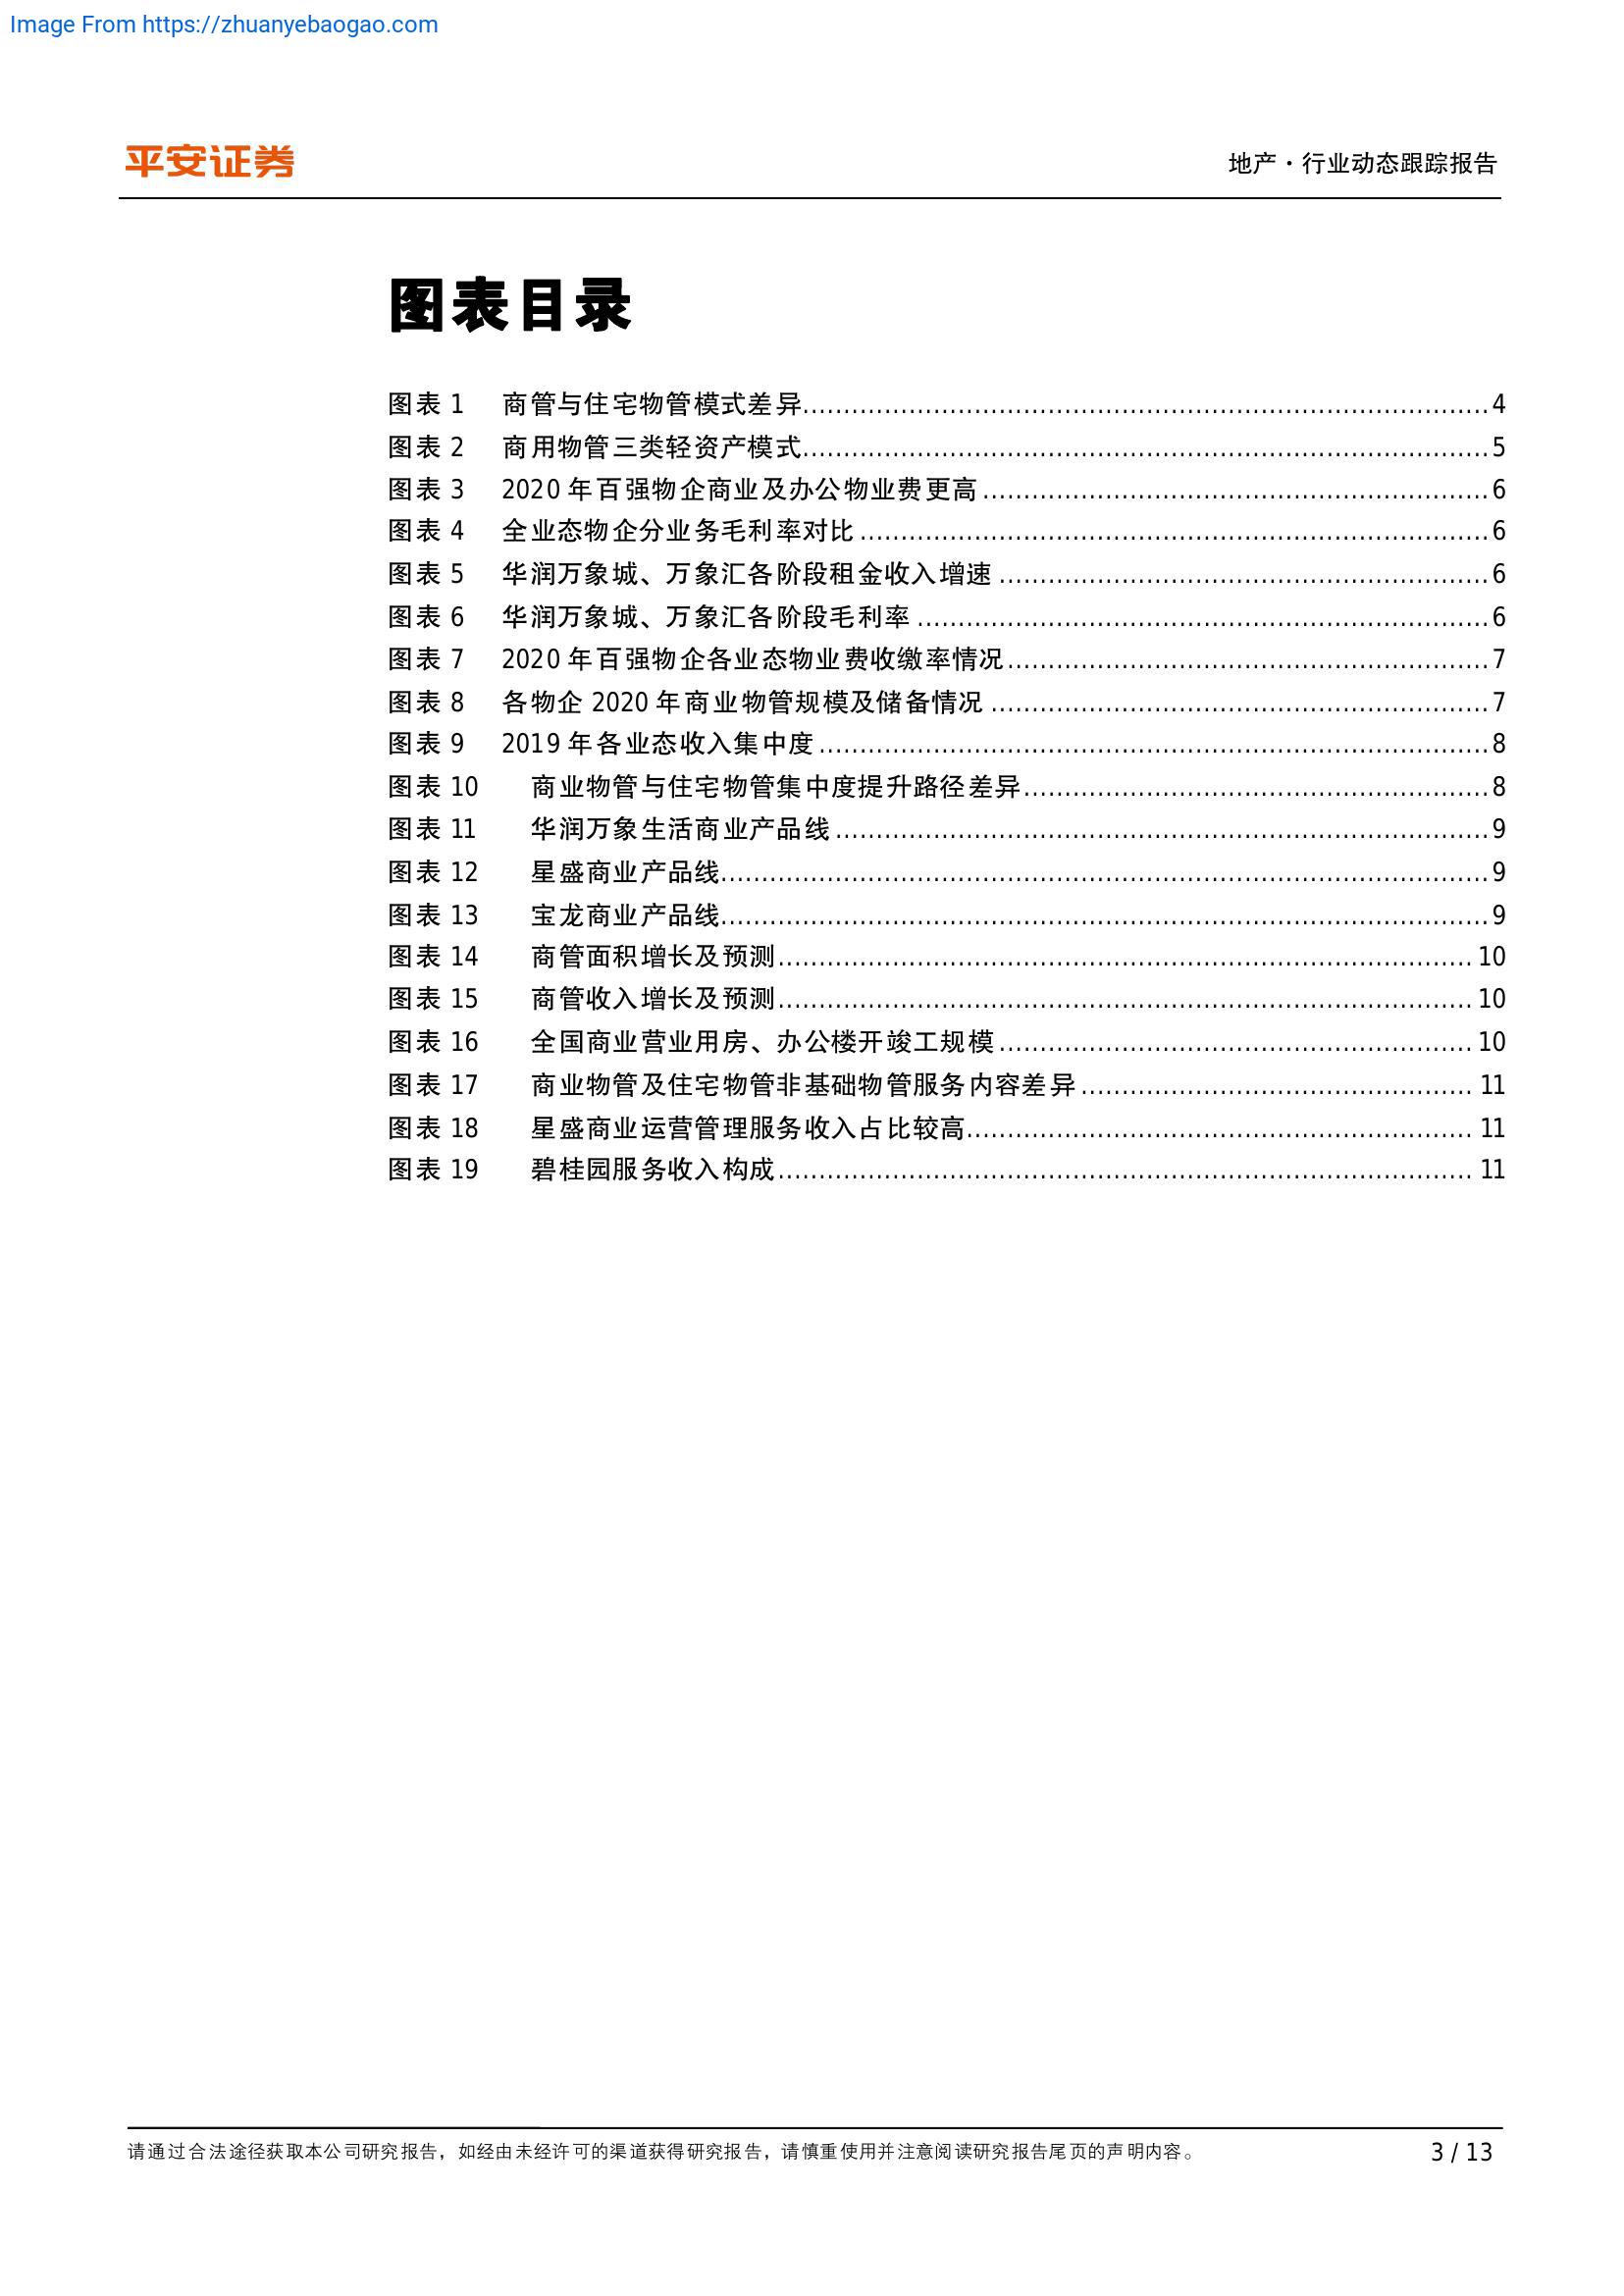 Image From https://zhuanyebaogao.com
平安证券
地产·行业动态跟踪报告
图表目录
图表 1 商管与住宅物管模式差异 4
图表 2 商用物管三类轻资产模式 5
图表 3 2020 年百强物企商业及办公物业费更高 6
图表 4 全业态物企分业务毛利率对比 6
图表 5 华润万象城、万象汇各阶段租金收入增速 6
图表 6 华润万象城、万象汇各阶段毛利率 6
图表 7 2020 年百强物企各业态物业费收缴率情况 7
图表 8 各物企 2020 年商业物管规模及储备情况 7
图表 9 2019 年各业态收入集中度 8
图表 10 商业物管与住宅物管集中度提升路径差异 8
图表 11 华润万象生活商业产品线 9
图表 12 星盛商业产品线 9
图表 13 宝龙商业产品线 9
图表 14 商管面积增长及预测 10
图表 15 商管收入增长及预测 10
图表 16 全国商业营业用房、办公楼开竣工规模 10
图表 17 商业物管及住宅物管非基础物管服务内容差异 11
图表 18 星盛商业运营管理服务收入占比较高 11
图表 19 碧桂园服务收入构成 11
请通过合法途径获取本公司研究报告，如经由未经许可的渠道获得研究报告，请慎重使用并注意阅读研究报告尾页的声明内容。
3 / 13